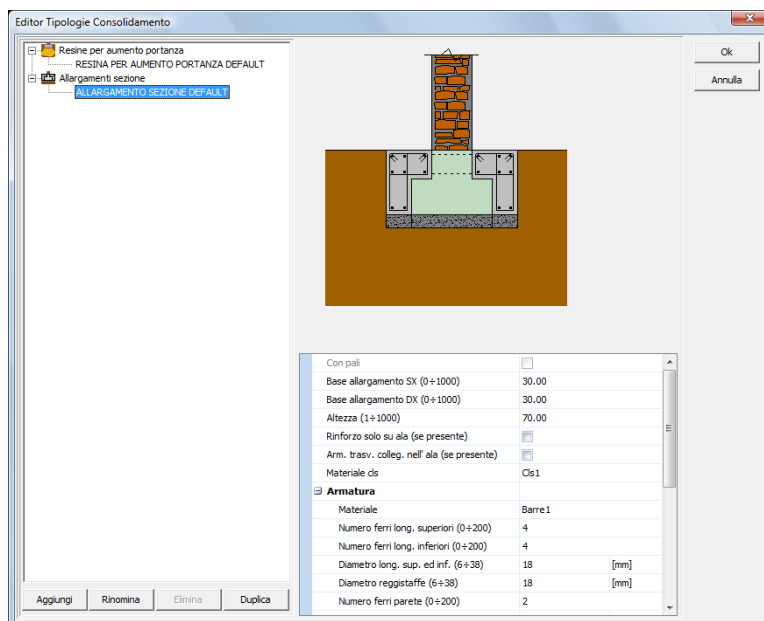 Editor Tipologie Consolidamento
Resine per aumento portanza
RESINA PER AUMENTO PORTANZA DEFAULT
Allargamenti sezione
ALLARGAMENTO SEZIONE DEFAULT
Ok
Annulla
Con pali
Base allargamento SX (0÷1000) 30.00
Base allargamento DX (0÷1000) 30.00
Altezza (1÷1000) 70.00
Rinforzo solo su ala (se presente)
Arm. trasv. colleg. nell' ala (se presente)
Materiale cls Cls1
Armatura
Materiale Barre1
Numero ferri long. superiori (0÷200) 4
Numero ferri long. inferiori (0÷200) 4
Diametro long. sup. ed inf. (6÷38) 18 [mm]
Diametro reggistaffe (6÷38) 18 [mm]
Numero ferri parete (0÷200) 2
Aggiungi Rinomina Elimina Duplica